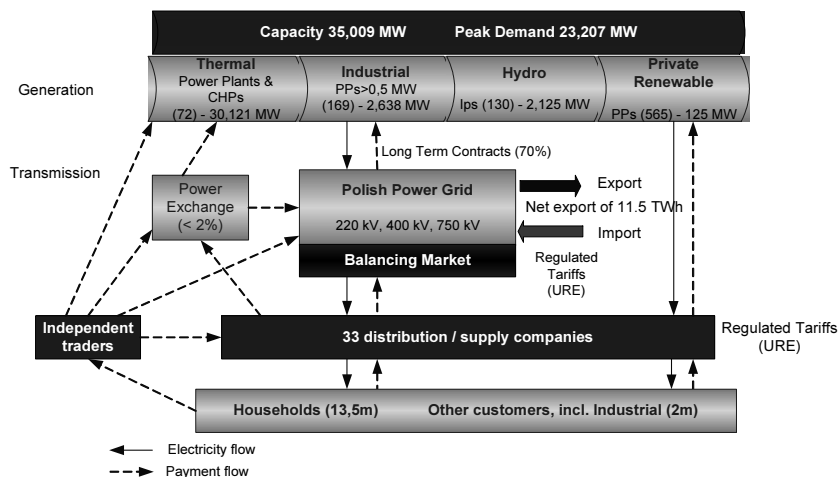 Capacity 35,009 MW Peak Demand 23,207 MW
Generation
Thermal
Power Plants &
CHPs
(72) - 30,121 MW
Industrial
PPs>0,5 MW
(169) - 2,638 MW
Hydro
Ips (130) - 2,125 MW
Private
Renewable
PPs (565) - 125 MW
Transmission
Long Term Contracts (70%)
Power
Exchange
(< 2%)
Polish Power Grid
220 kV, 400 kV, 750 kV
Balancing Market
Export
Net export of 11.5 TWh
Import
Regulated
Tariffs
(URE)
Independent
traders
33 distribution / supply companies
Regulated Tariffs
(URE)
Households (13,5m) Other customers, incl. Industrial (2m)
Electricity flow
Payment flow